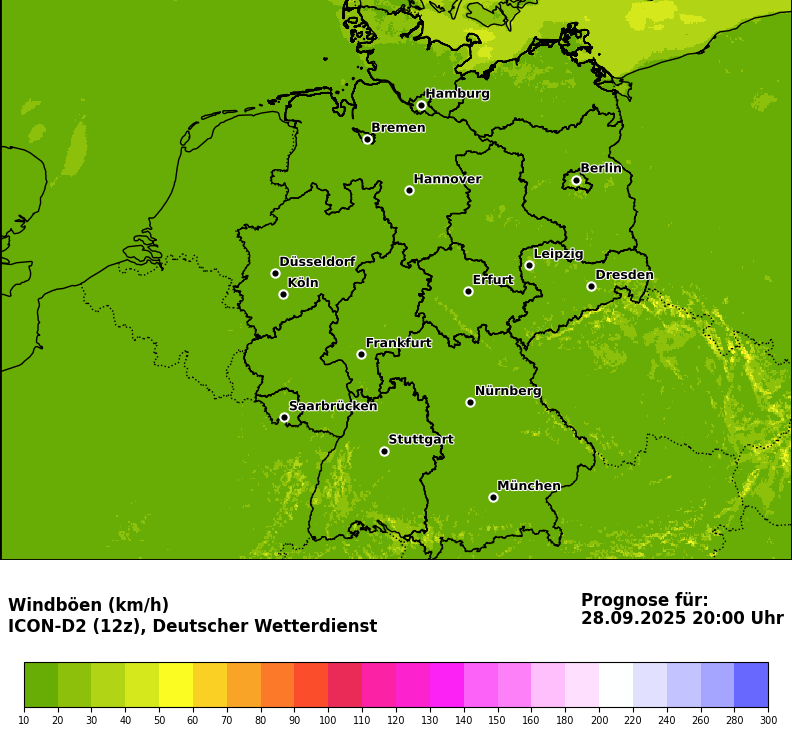 Hamburg
Bremen
Berlin
Hannover
Leipzig
Düsseldorf
Dresden
Köln
Erfurt
Frankfurt
Nürnberg
Saarbrücken
Stuttgart
München
Windböen (km/h)
ICON-D2 (12z), Deutscher Wetterdienst
Prognose für:
28.09.2025 20:00 Uhr
10 20 30 40 50 60 70 80 90 100 110 120 130 140 150 160 180 200 220 240 260 280 300